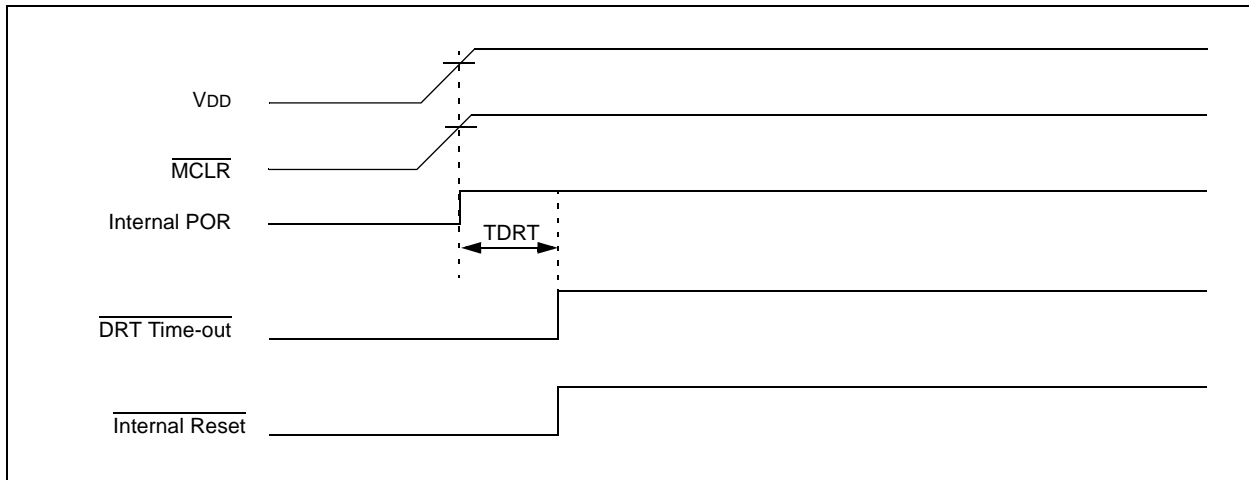 VDD
MCLR
Internal POR
TDRT
DRT Time-out
Internal Reset